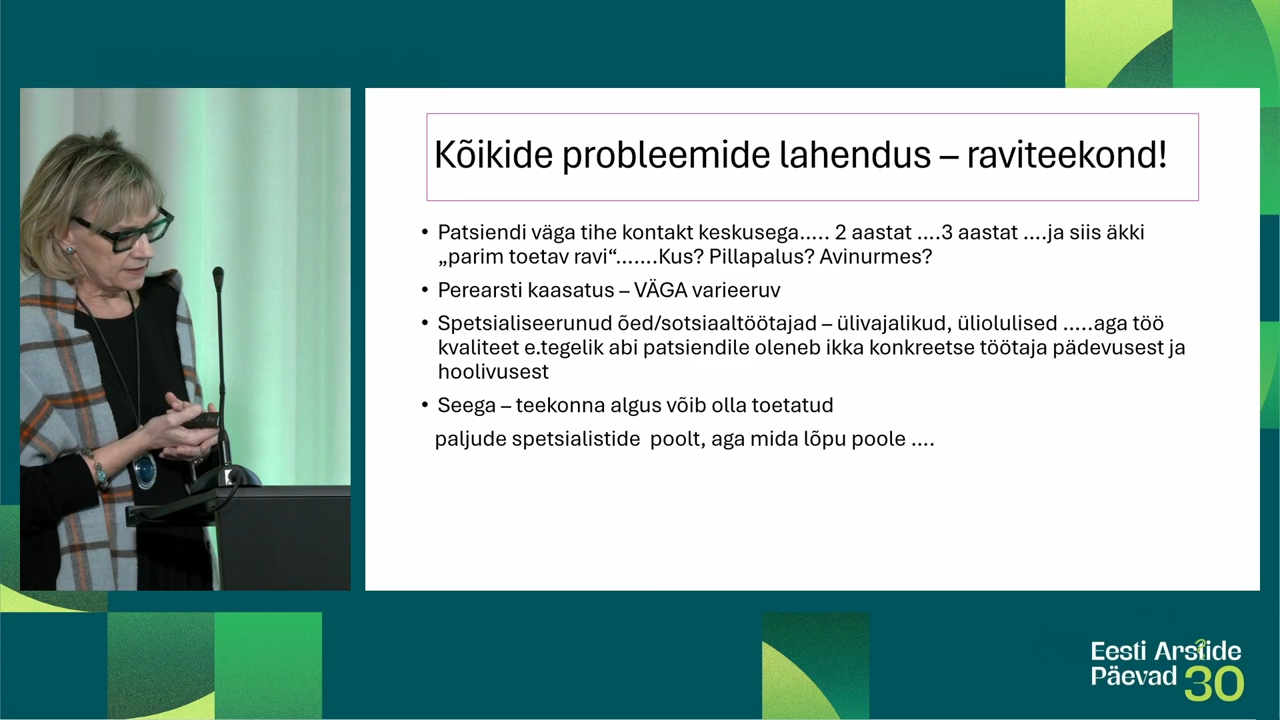 Kõikide probleemide lahendus – raviteekond!
• Patsiendi väga tihe kontakt keskusega..... 2 aastat ....3 aastat ....ja siis äkki
„parim toetav ravi“.......Kus? Pillapalus? Avinurmes?
• Perearsti kaasatus – VÄGA varieeruv
• Spetsialiseerunud õed/sotsiaaltöötajad – ülivajalikud, üliolulised .....aga töö
kvaliteet e.tegelik abi patsiendile oleneb ikka konkreetse töötaja pädevusest ja
hoolivusest
• Seega – teekonna algus võib olla toetatud
paljude spetsialistide  poolt, aga mida lõpu poole ....
Eesti Arstide
Päevad 30